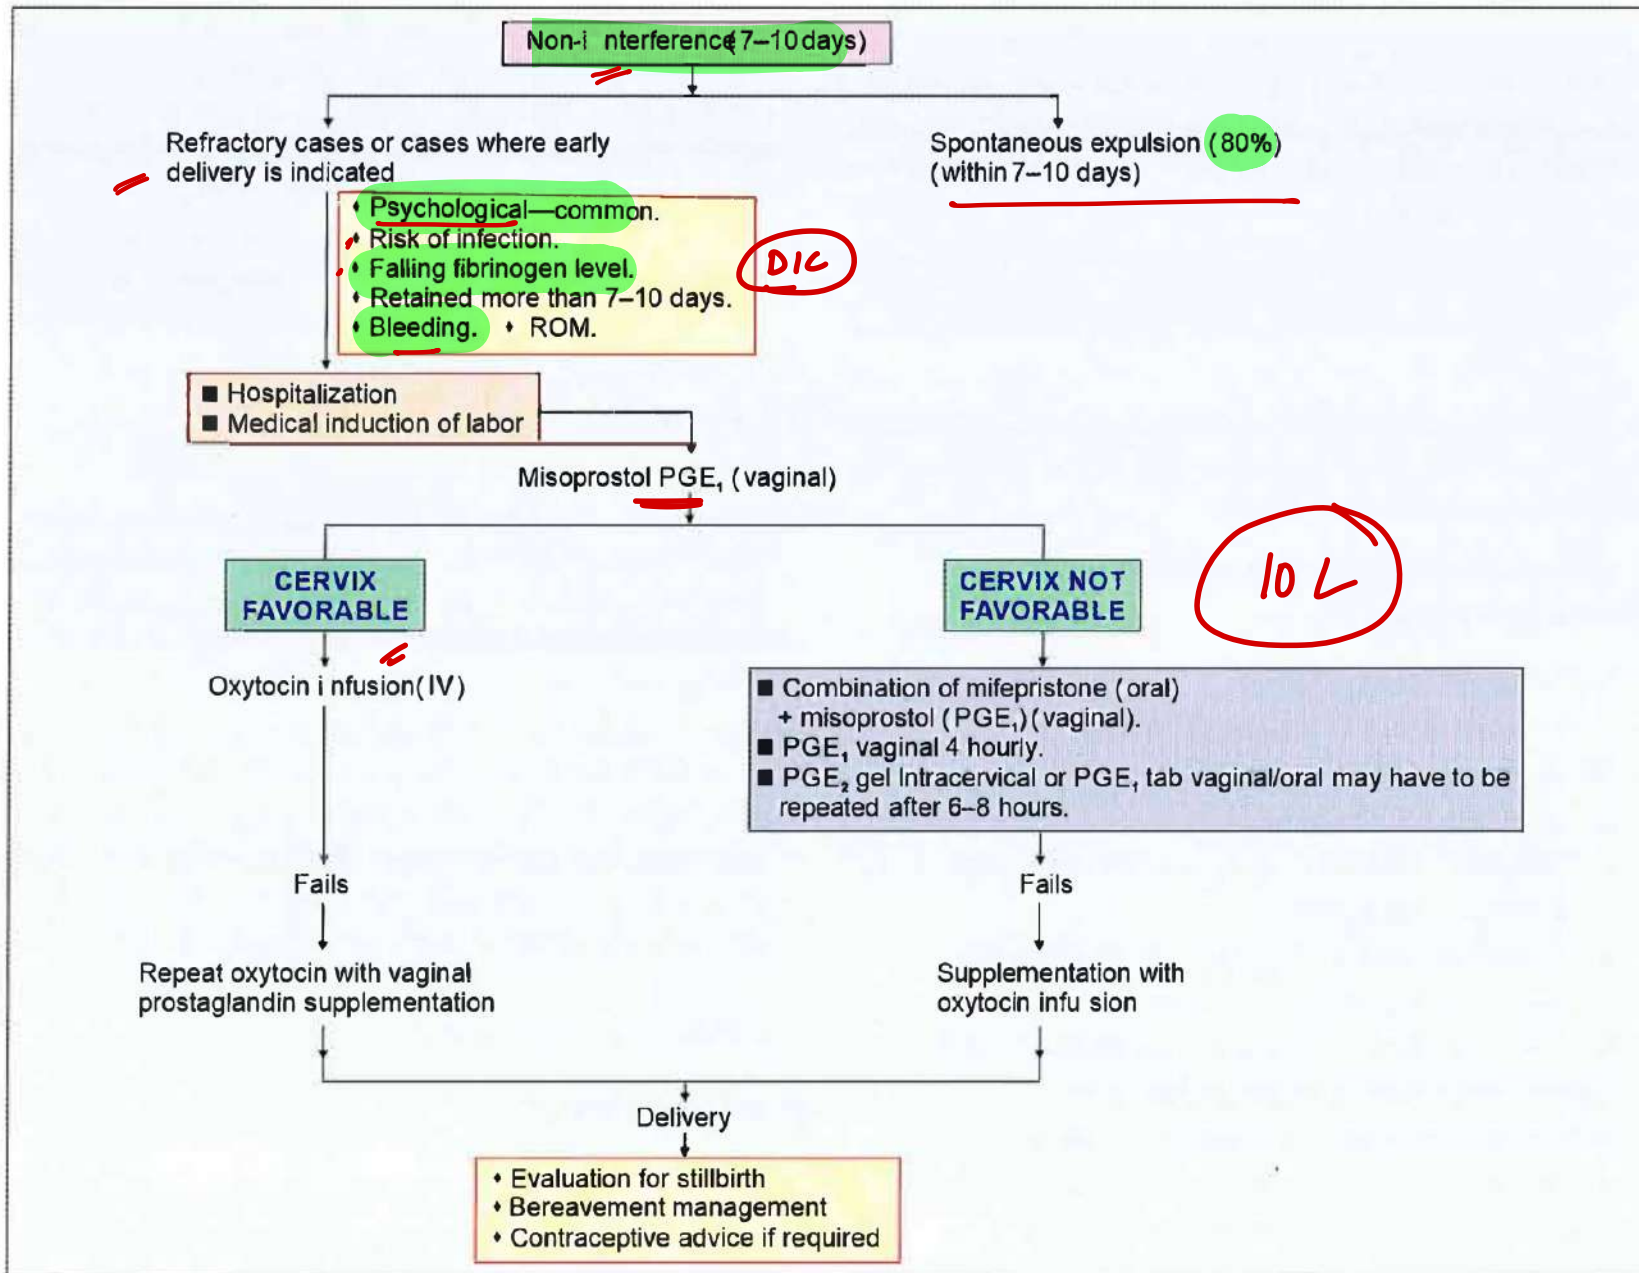 Non-i nterference(7–10days)
Refractory cases or cases where early
delivery is indicated
Spontaneous expulsion (80%)
(within 7–10 days)
♦ Psychological—common.
♦ Risk of infection.
♦ Falling fibrinogen level.
♦ Retained more than 7–10 days.
♦ Bleeding. ♦ ROM.
DIC
■ Hospitalization
■ Medical induction of labor
Misoprostol PGE₁ (vaginal)
CERVIX
FAVORABLE
CERVIX NOT
FAVORABLE
IOL
Oxytocin i nfusion(IV)
■ Combination of mifepristone (oral)
+ misoprostol (PGE₁)(vaginal).
■ PGE₁ vaginal 4 hourly.
■ PGE₂ gel Intracervical or PGE₁ tab vaginal/oral may have to be
repeated after 6–8 hours.
Fails
Fails
Repeat oxytocin with vaginal
prostaglandin supplementation
Supplementation with
oxytocin infu sion
Delivery
♦ Evaluation for stillbirth
♦ Bereavement management
♦ Contraceptive advice if required